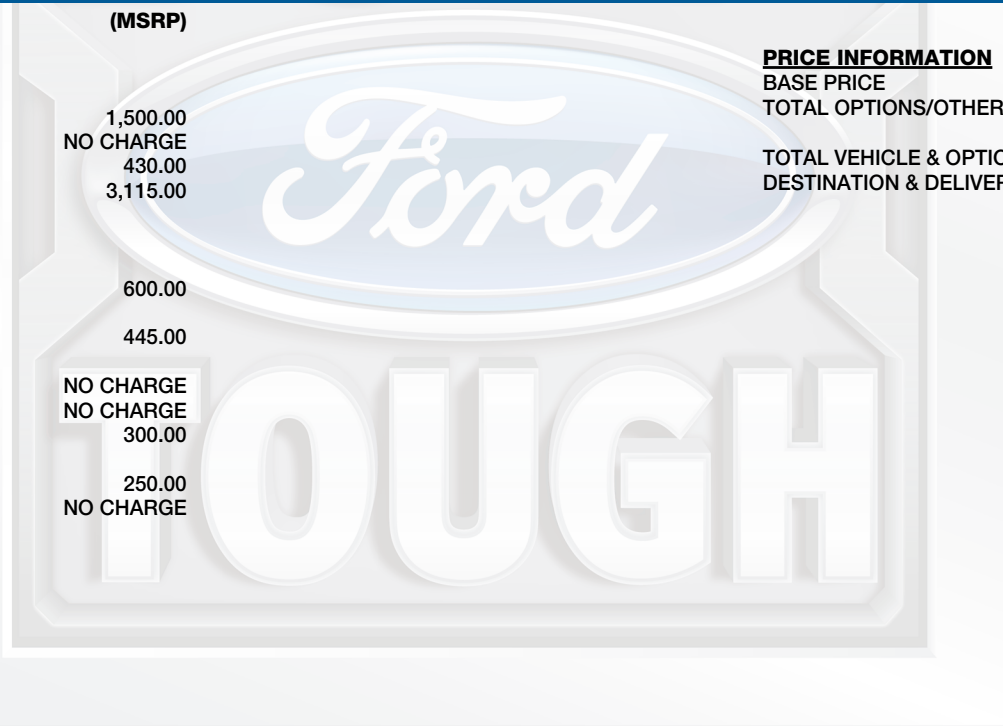 (MSRP)
1,500.00
NO CHARGE
430.00
3,115.00
600.00
445.00
NO CHARGE
NO CHARGE
300.00
250.00
NO CHARGE
PRICE INFORMATION
BASE PRICE
TOTAL OPTIONS/OTHER
TOTAL VEHICLE & OPTIO
DESTINATION & DELIVER
Ford
TOUGH